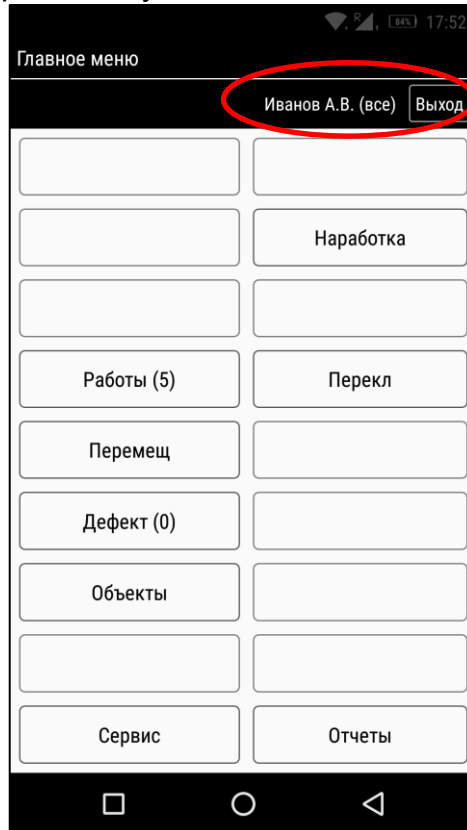 84% 17:52
Главное меню
Иванов А.В. (все) Выход
Наработка
Работы (5) Перекл
Перемещ
Дефект (0)
Объекты
Сервис Отчеты